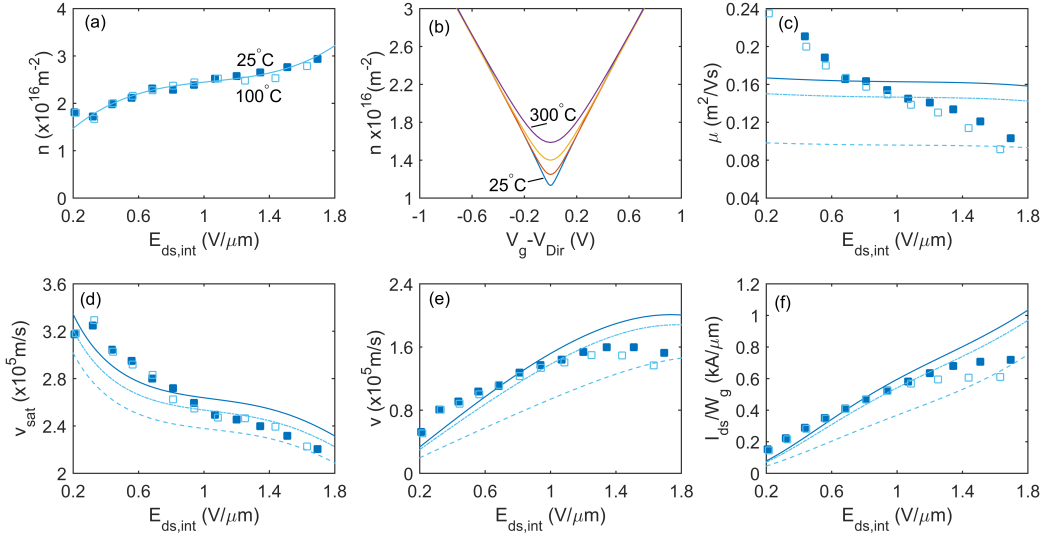 (a)
4
3
2
1
0
n (x10^16 m^-2)
25°C
100°C
0.2 0.6 1 1.4 1.8
E_ds,int (V/μm)
(b)
3
2.6
2.2
1.8
1.4
1
n x10^16 (m^-2)
300°C
25°C
-1 -0.6 -0.2 0.2 0.6 1
V_g-V_Dir (V)
(c)
0.24
0.2
0.16
0.12
0.08
0.04
μ (m^2/Vs)
0.2 0.6 1 1.4 1.8
E_ds,int (V/μm)
(d)
3.6
3.2
2.8
2.4
2
v_sat (x10^5 m/s)
0.2 0.6 1 1.4 1.8
E_ds,int (V/μm)
(e)
2.4
1.6
0.8
0
v (x10^5 m/s)
0.2 0.6 1 1.4 1.8
E_ds,int (V/μm)
(f)
1.2
1
0.8
0.6
0.4
0.2
0
I_ds/W_g (kA/μm)
0.2 0.6 1 1.4 1.8
E_ds,int (V/μm)